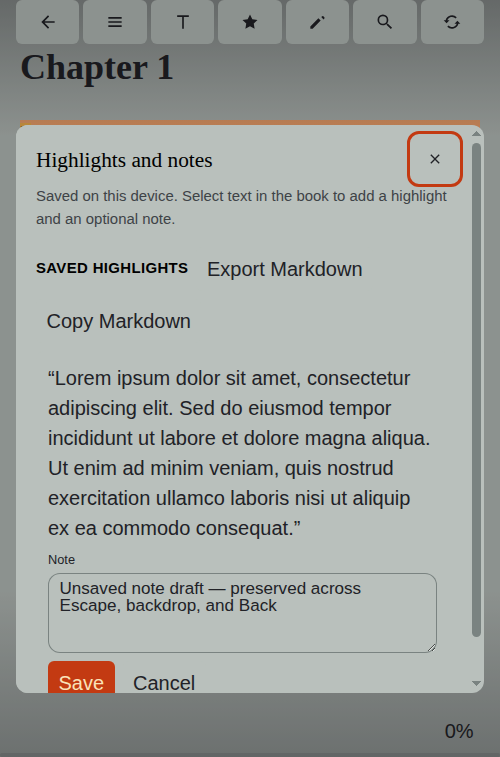 Chapter 1
Highlights and notes
Saved on this device. Select text in the book to add a highlight
and an optional note.
SAVED HIGHLIGHTS Export Markdown
Copy Markdown
“Lorem ipsum dolor sit amet, consectetur
adipiscing elit. Sed do eiusmod tempor
incididunt ut labore et dolore magna aliqua.
Ut enim ad minim veniam, quis nostrud
exercitation ullamco laboris nisi ut aliquip
ex ea commodo consequat.”
Note
Unsaved note draft — preserved across
Escape, backdrop, and Back
Save Cancel
0%